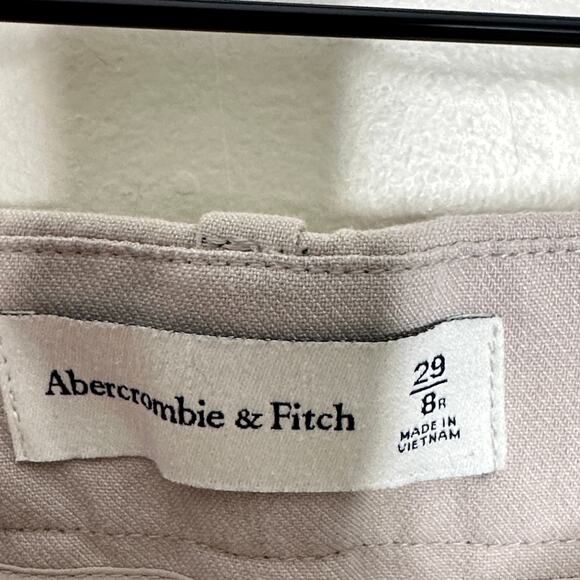 Abercrombie & Fitch
29
8R
MADE IN
VIETNAM